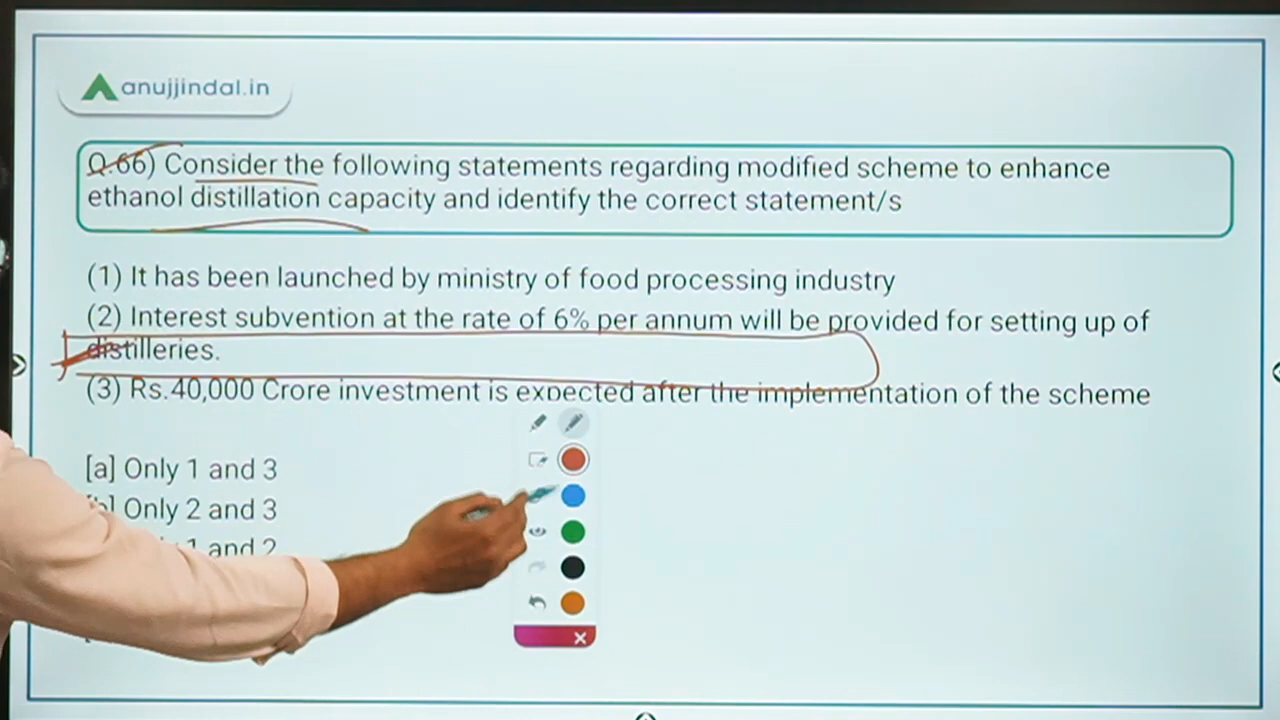 anujjindal.in
Q.66) Consider the following statements regarding modified scheme to enhance
ethanol distillation capacity and identify the correct statement/s
(1) It has been launched by ministry of food processing industry
(2) Interest subvention at the rate of 6% per annum will be provided for setting up of
distilleries.
(3) Rs.40,000 Crore investment is expected after the implementation of the scheme
[a] Only 1 and 3
[b] Only 2 and 3
1 and 2